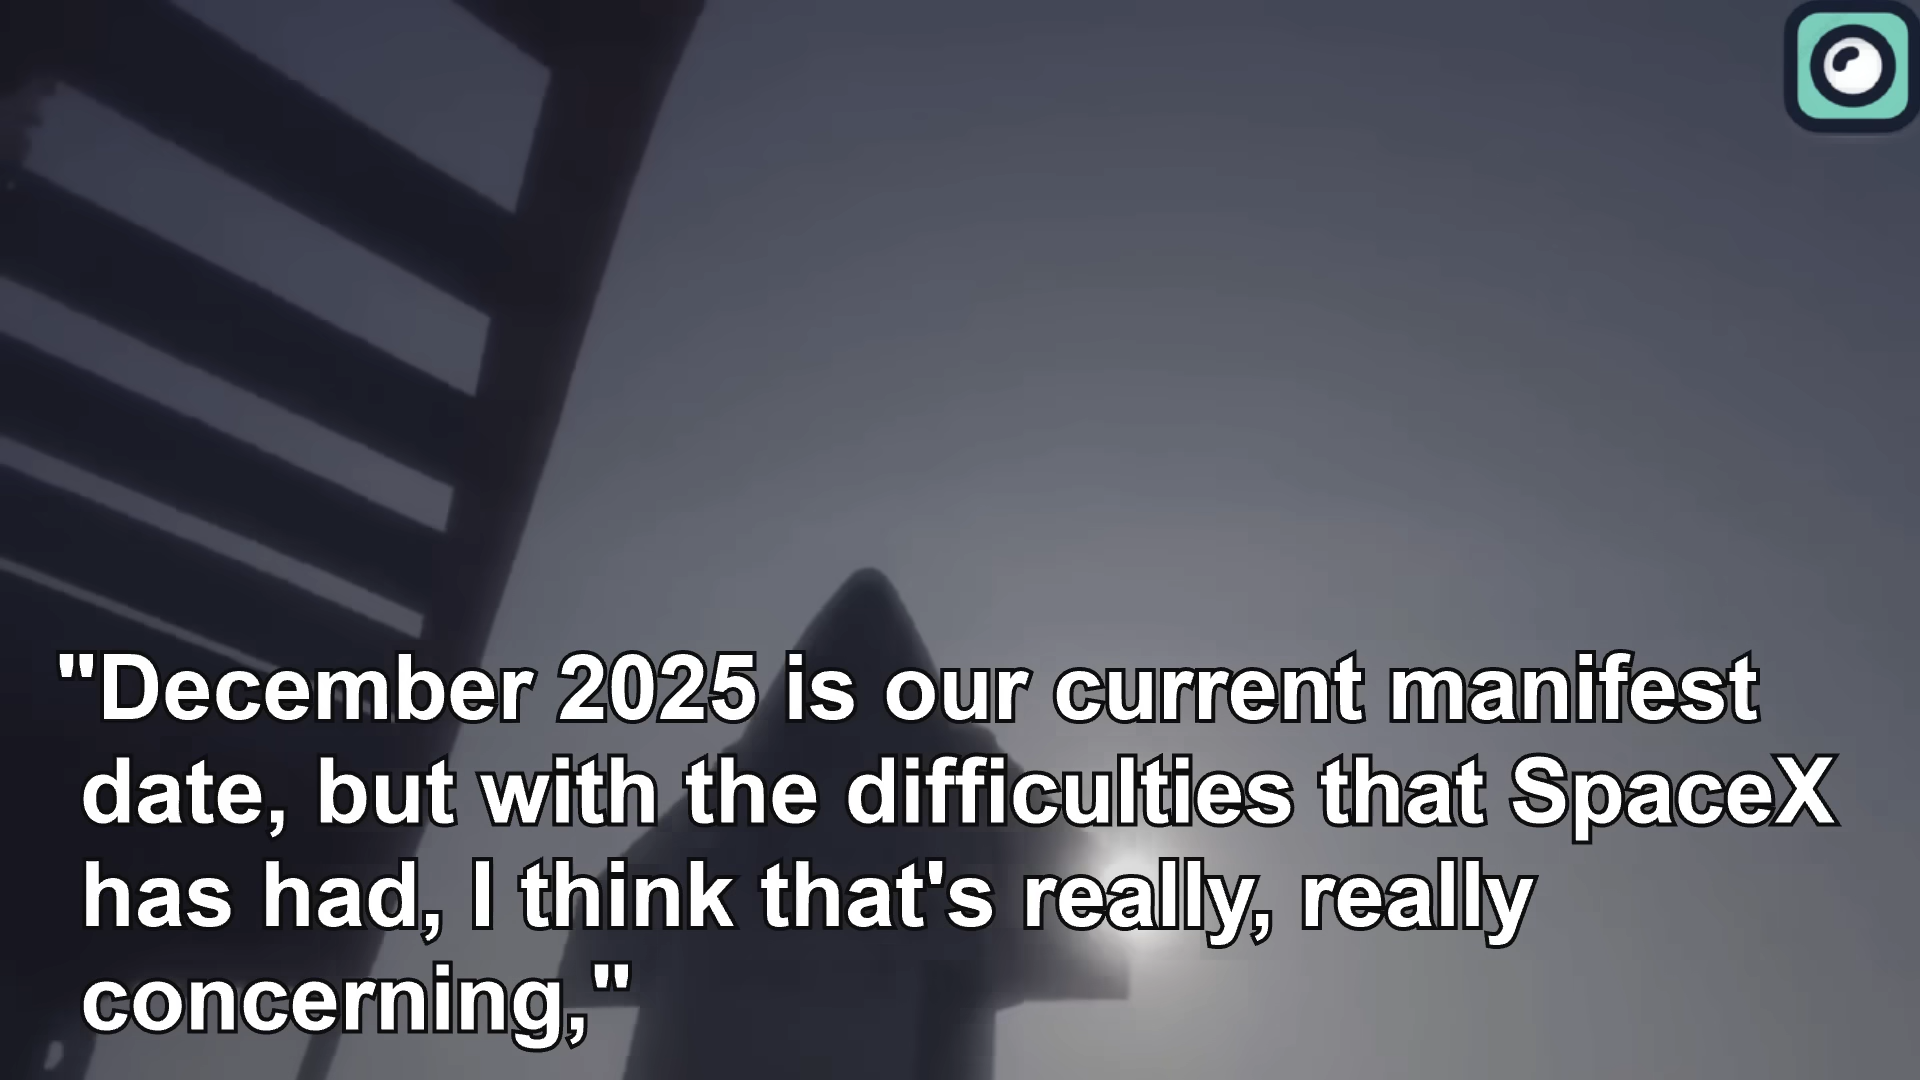 "December 2025 is our current manifest
date, but with the difficulties that SpaceX
has had, I think that's really, really
concerning,"